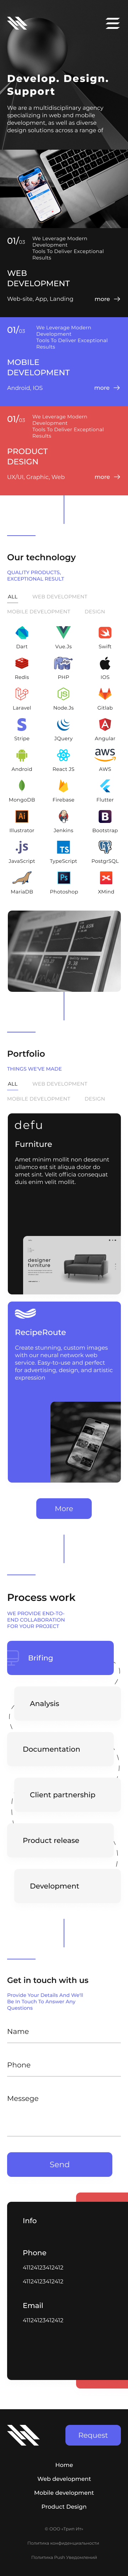 Develop. Design.
Support
We are a multidisciplinary agency
specializing in web and mobile
development, as well as diverse
design solutions across a range of
01/03
We Leverage Modern
Development
Tools To Deliver Exceptional
Results
WEB
DEVELOPMENT
Web-site, App, Landing
more
01/03
We Leverage Modern
Development
Tools To Deliver Exceptional
Results
MOBILE
DEVELOPMENT
Android, IOS
more
01/03
We Leverage Modern
Development
Tools To Deliver Exceptional
Results
PRODUCT
DESIGN
UX/UI, Graphic, Web
more
Our technology
QUALITY PRODUCTS,
EXCEPTIONAL RESULT
ALL WEB DEVELOPMENT
MOBILE DEVELOPMENT DESIGN
Dart Vue.Js Swift
Redis PHP IOS
Laravel Node.Js Gitlab
Stripe JQuery Angular
aws
Android React JS AWS
MongoDB Firebase Flutter
Illustrator Jenkins Bootstrap
JavaScript TypeScript PostgrSQL
MariaDB Photoshop XMind
Portfolio
THINGS WE'VE MADE
ALL WEB DEVELOPMENT
MOBILE DEVELOPMENT DESIGN
defu
Furniture
Amet minim mollit non deserunt
ullamco est sit aliqua dolor do
amet sint. Velit officia consequat
duis enim velit mollit.
designer
furniture
RecipeRoute
Create stunning, custom images
with our neural network web
service. Easy-to-use and perfect
for advertising, design, and artistic
expression
More
Process work
WE PROVIDE END-TO-
END COLLABORATION
FOR YOUR PROJECT
Brifing
Analysis
Documentation
Client partnership
Product release
Development
Get in touch with us
Provide Your Details And We'll
Be In Touch To Answer Any
Questions
Name
Phone
Messege
Send
Info
Phone
41124123412412
41124123412412
Email
41124123412412
Request
Home
Web development
Mobile development
Product Design
Политика конфиденциальности
Политика Push Уведомлений